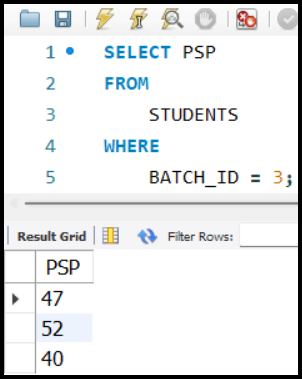 1 SELECT PSP
2 FROM
3 STUDENTS
4 WHERE
5 BATCH_ID = 3;
Result Grid Filter Rows:
PSP
47
52
40